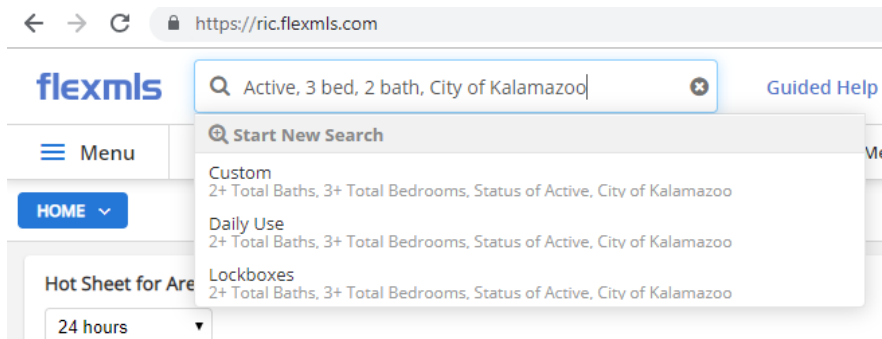 https://ric.flexmls.com
flexmls
Active, 3 bed, 2 bath, City of Kalamazoo
Guided Help
Start New Search
Menu
Custom
2+ Total Baths, 3+ Total Bedrooms, Status of Active, City of Kalamazoo
HOME
Daily Use
2+ Total Baths, 3+ Total Bedrooms, Status of Active, City of Kalamazoo
Lockboxes
2+ Total Baths, 3+ Total Bedrooms, Status of Active, City of Kalamazoo
Hot Sheet for Are
24 hours